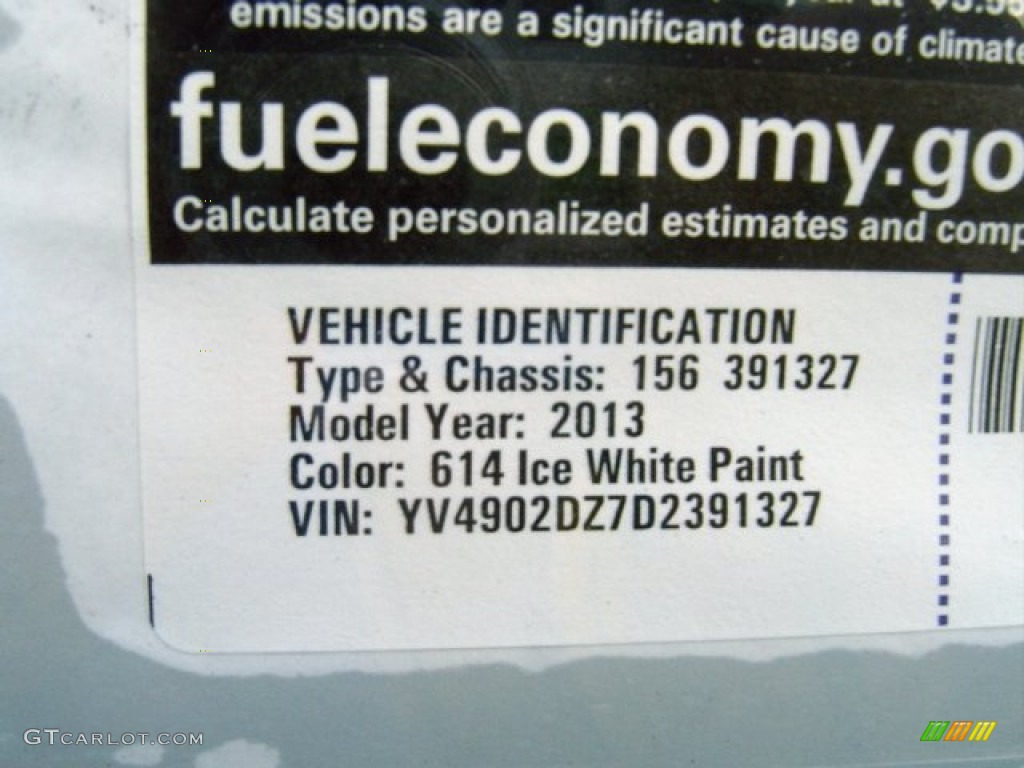 emissions are a significant cause of climate
fueleconomy.go
Calculate personalized estimates and comp
VEHICLE IDENTIFICATION
Type & Chassis: 156 391327
Model Year: 2013
Color: 614 Ice White Paint
VIN: YV4902DZ7D2391327
GTCARLOT.COM